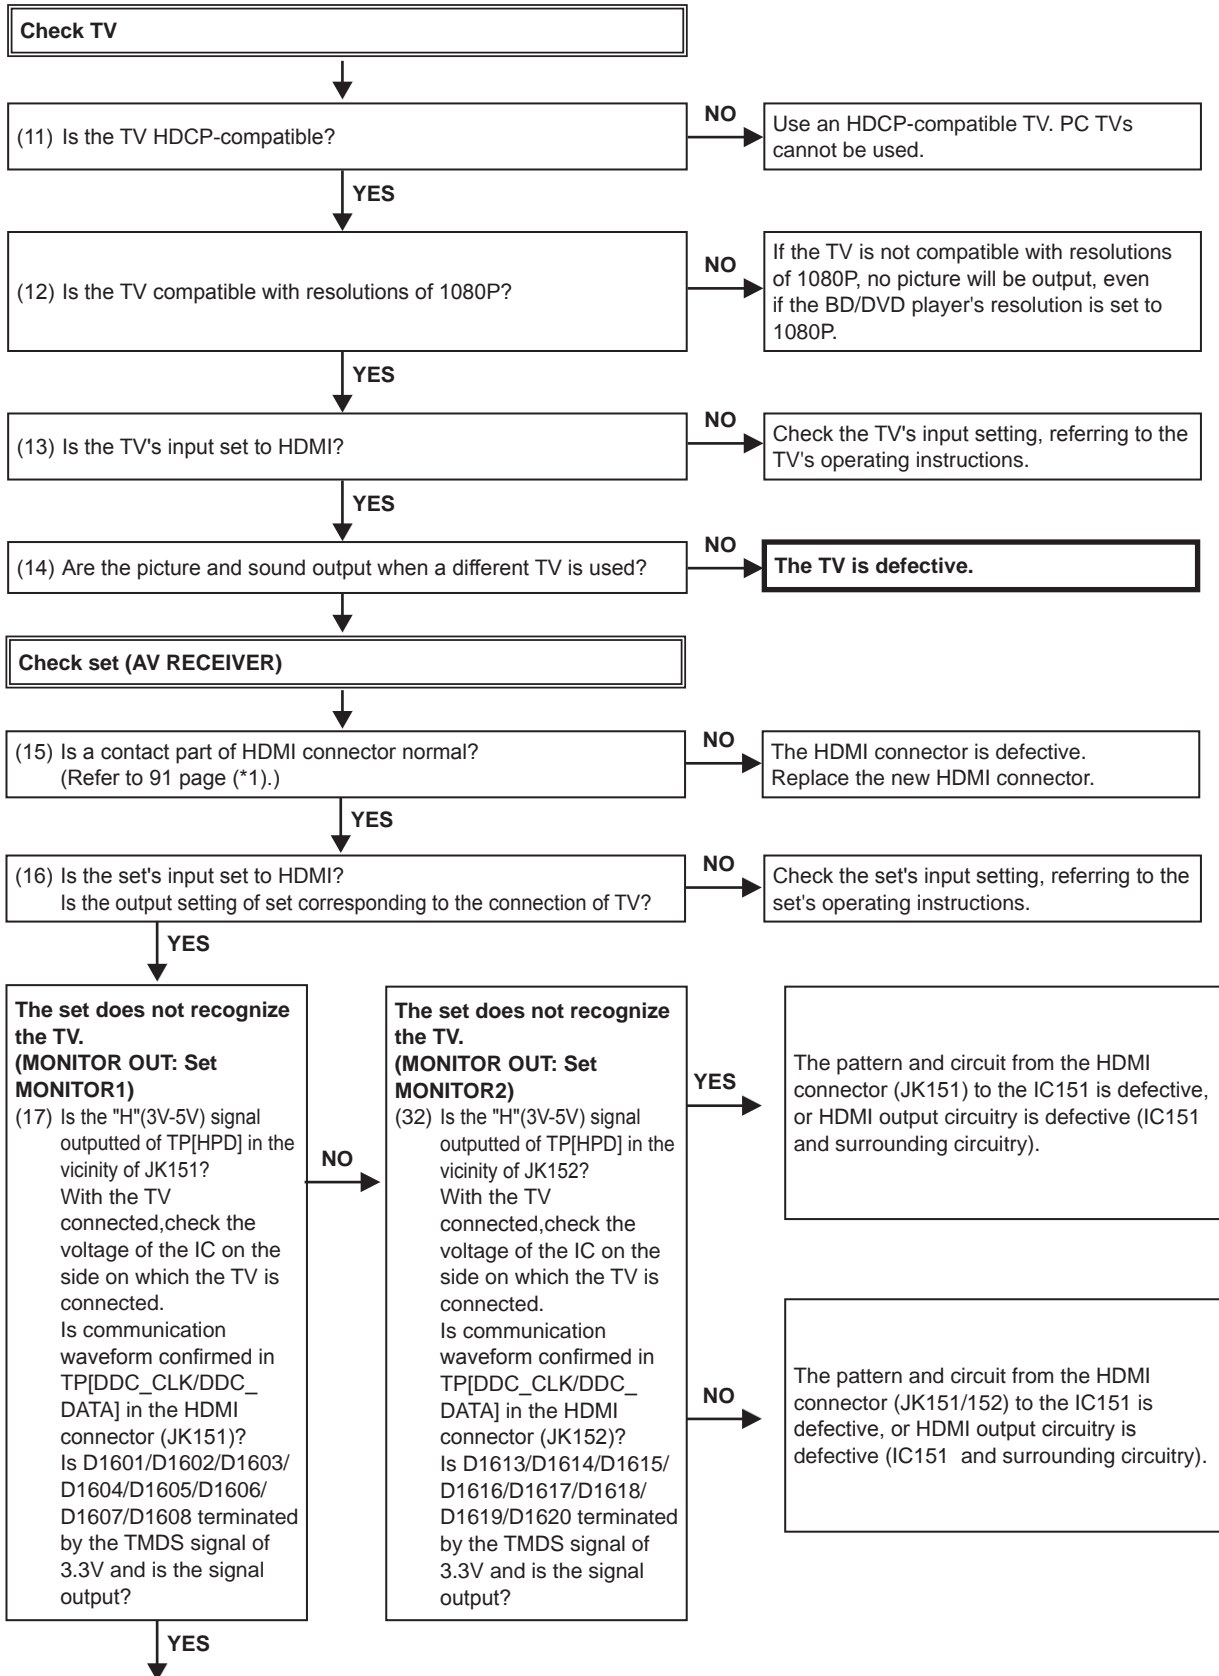 Check TV
(11) Is the TV HDCP-compatible?
NO
Use an HDCP-compatible TV. PC TVs
cannot be used.
YES
(12) Is the TV compatible with resolutions of 1080P?
NO
If the TV is not compatible with resolutions
of 1080P, no picture will be output, even
if the BD/DVD player's resolution is set to
1080P.
YES
(13) Is the TV's input set to HDMI?
NO
Check the TV's input setting, referring to the
TV's operating instructions.
YES
(14) Are the picture and sound output when a different TV is used?
NO
The TV is defective.
Check set (AV RECEIVER)
(15) Is a contact part of HDMI connector normal?
(Refer to 91 page (*1).)
NO
The HDMI connector is defective.
Replace the new HDMI connector.
YES
(16) Is the set's input set to HDMI?
Is the output setting of set corresponding to the connection of TV?
NO
Check the set's input setting, referring to the
set's operating instructions.
YES
The set does not recognize
the TV.
(MONITOR OUT: Set
MONITOR1)
(17) Is the "H"(3V-5V) signal
outputted of TP[HPD] in the
vicinity of JK151?
With the TV
connected,check the
voltage of the IC on the
side on which the TV is
connected.
Is communication
waveform confirmed in
TP[DDC_CLK/DDC_
DATA] in the HDMI
connector (JK151)?
Is D1601/D1602/D1603/
D1604/D1605/D1606/
D1607/D1608 terminated
by the TMDS signal of
3.3V and is the signal
output?
NO
The set does not recognize
the TV.
(MONITOR OUT: Set
MONITOR2)
(32) Is the "H"(3V-5V) signal
outputted of TP[HPD] in the
vicinity of JK152?
With the TV
connected,check the
voltage of the IC on the
side on which the TV is
connected.
Is communication
waveform confirmed in
TP[DDC_CLK/DDC_
DATA] in the HDMI
connector (JK152)?
Is D1613/D1614/D1615/
D1616/D1617/D1618/
D1619/D1620 terminated
by the TMDS signal of
3.3V and is the signal
output?
YES
The pattern and circuit from the HDMI
connector (JK151) to the IC151 is defective,
or HDMI output circuitry is defective (IC151
and surrounding circuitry).
NO
The pattern and circuit from the HDMI
connector (JK151/152) to the IC151 is
defective, or HDMI output circuitry is
defective (IC151 and surrounding circuitry).
YES